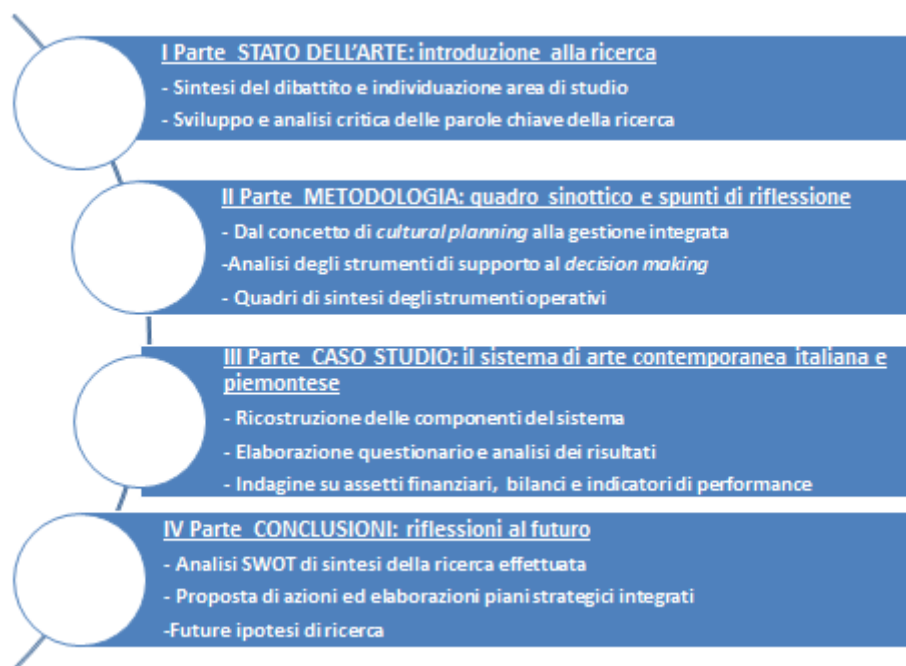 I Parte STATO DELL'ARTE: introduzione alla ricerca
- Sintesi del dibattito e individuazione area di studio
- Sviluppo e analisi critica delle parole chiave della ricerca
II Parte METODOLOGIA: quadro sinottico e spunti di riflessione
- Dal concetto di cultural planning alla gestione integrata
-Analisi degli strumenti di supporto al decision making
- Quadri di sintesi degli strumenti operativi
III Parte CASO STUDIO: il sistema di arte contemporanea italiana e
piemontese
- Ricostruzione delle componenti del sistema
- Elaborazione questionario e analisi dei risultati
- Indagine su assetti finanziari, bilanci e indicatori di performance
IV Parte CONCLUSIONI: riflessioni al futuro
- Analisi SWOT di sintesi della ricerca effettuata
- Proposta di azioni ed elaborazioni piani strategici integrati
-Future ipotesi di ricerca